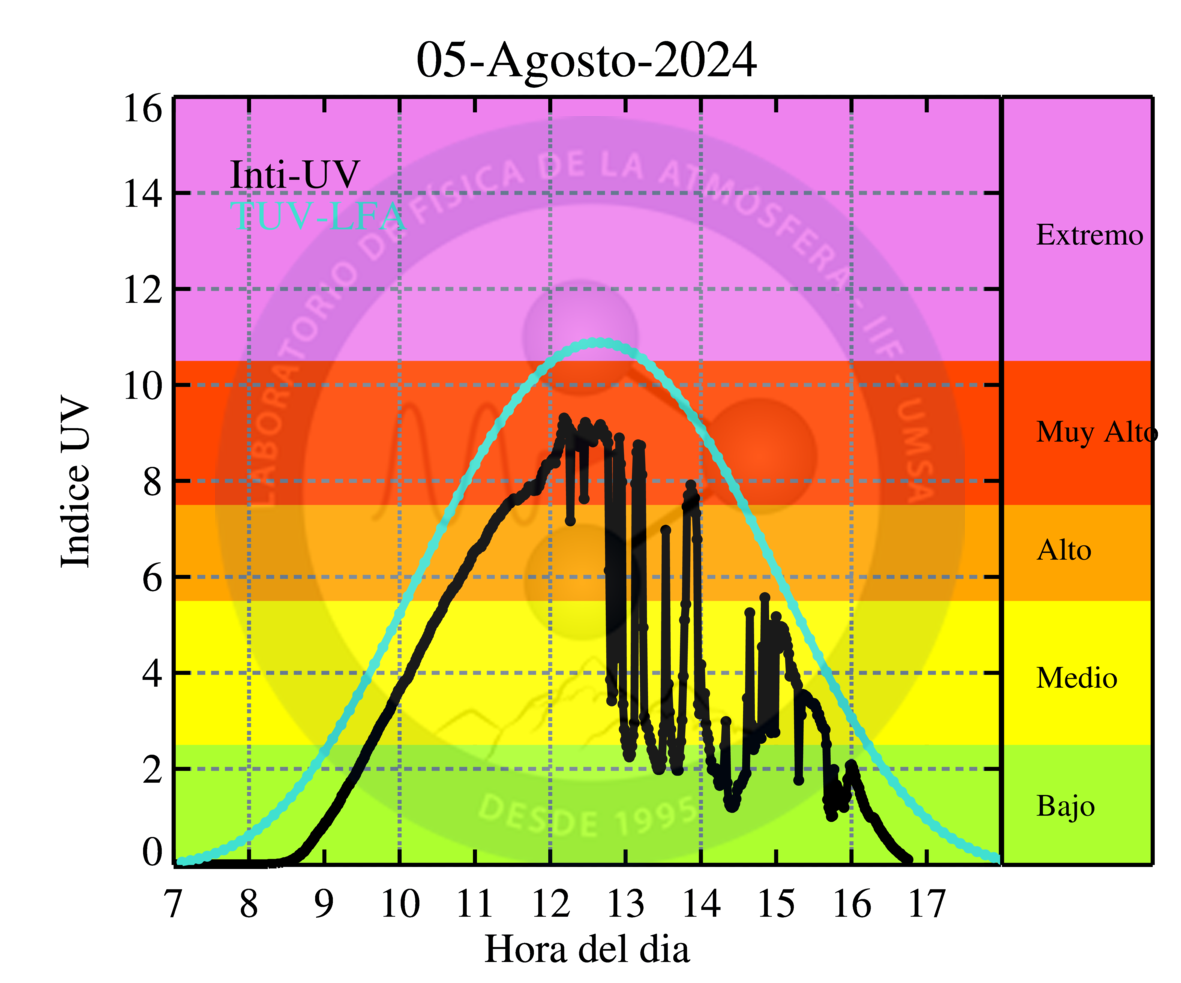 05-Agosto-2024
16
14
12
10
8
6
4
2
0
Indice UV
Inti-UV
TUV-LFA
LABORATORIO DE FÍSICA DE LA ATMÓSFERA - IIF - UMSA
DESDE 1995
Extremo
Muy Alto
Alto
Medio
Bajo
7 8 9 10 11 12 13 14 15 16 17
Hora del dia